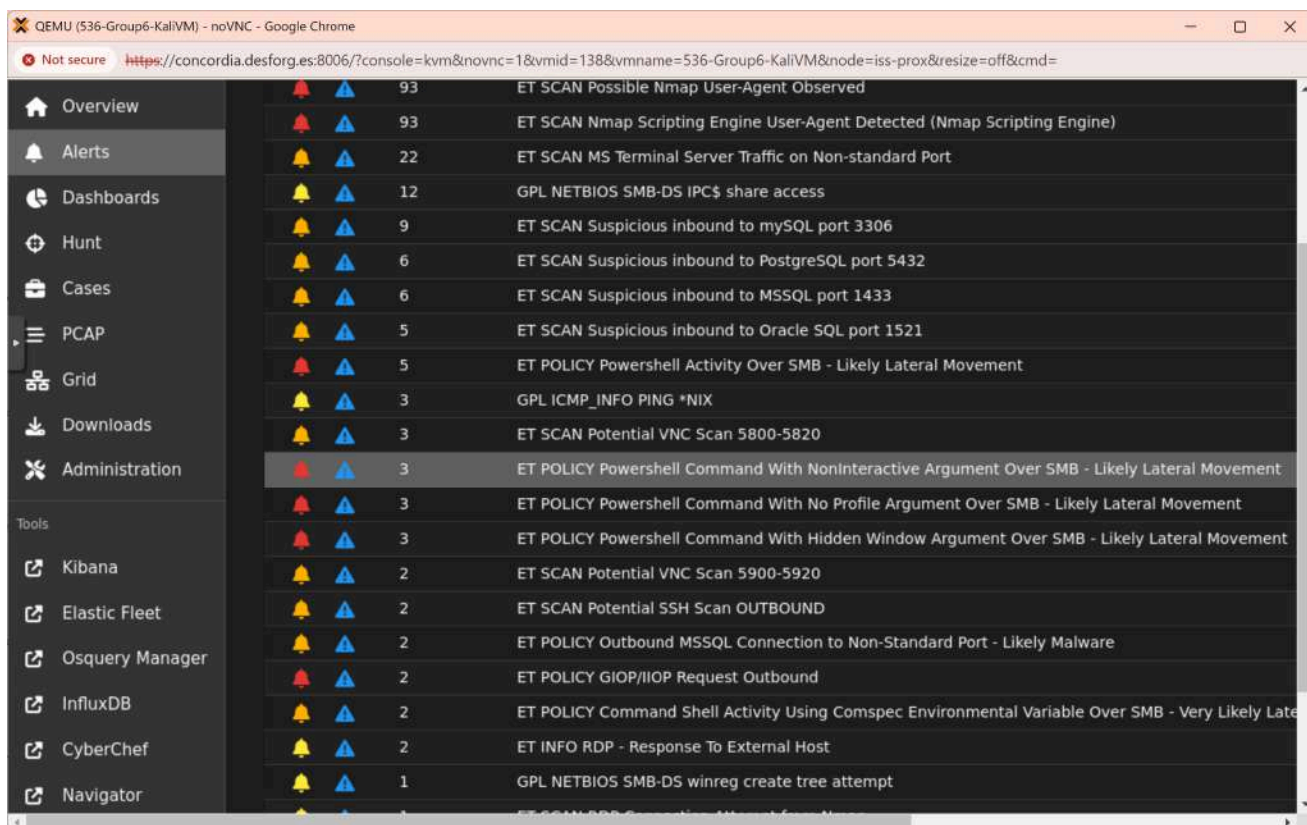 QEMU (536-Group6-KaliVM) - noVNC - Google Chrome
Not secure https://concordia.desforg.es:8006/?console=kvm&novnc=1&vmid=138&vmname=536-Group6-KaliVM&node=iss-prox&resize=off&cmd=
Overview
Alerts
Dashboards
Hunt
Cases
PCAP
Grid
Downloads
Administration
Tools
Kibana
Elastic Fleet
Osquery Manager
InfluxDB
CyberChef
Navigator
93 ET SCAN Possible Nmap User-Agent Observed
93 ET SCAN Nmap Scripting Engine User-Agent Detected (Nmap Scripting Engine)
22 ET SCAN MS Terminal Server Traffic on Non-standard Port
12 GPL NETBIOS SMB-DS IPC$ share access
9 ET SCAN Suspicious inbound to mySQL port 3306
6 ET SCAN Suspicious inbound to PostgreSQL port 5432
6 ET SCAN Suspicious inbound to MSSQL port 1433
5 ET SCAN Suspicious inbound to Oracle SQL port 1521
5 ET POLICY Powershell Activity Over SMB - Likely Lateral Movement
3 GPL ICMP_INFO PING *NIX
3 ET SCAN Potential VNC Scan 5800-5820
3 ET POLICY Powershell Command With NonInteractive Argument Over SMB - Likely Lateral Movement
3 ET POLICY Powershell Command With No Profile Argument Over SMB - Likely Lateral Movement
3 ET POLICY Powershell Command With Hidden Window Argument Over SMB - Likely Lateral Movement
2 ET SCAN Potential VNC Scan 5900-5920
2 ET SCAN Potential SSH Scan OUTBOUND
2 ET POLICY Outbound MSSQL Connection to Non-Standard Port - Likely Malware
2 ET POLICY GIOP/IIOP Request Outbound
2 ET POLICY Command Shell Activity Using Comspec Environmental Variable Over SMB - Very Likely Late
2 ET INFO RDP - Response To External Host
1 GPL NETBIOS SMB-DS winreg create tree attempt